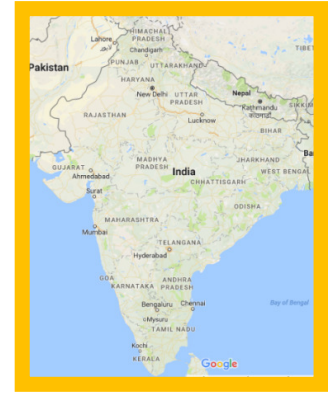 HIMACHAL
PRADESH
Lahore
Chandigarh
TIBET
PUNJAB
UTTARAKHAND
Pakistan
HARYANA
New Delhi
UTTAR
PRADESH
Nepal
Kathmandu
SIKKIM
RAJASTHAN
Lucknow
BIHAR
GUJARAT
Ahmedabad
MADHYA
PRADESH
India
JHARKHAND
WEST BENGA
Ba
CHHATTISGARH
Surat
ODISHA
MAHARASHTRA
Mumbai
TELANGANA
Hyderabad
GOA
KARNATAKA
ANDHRA
PRADESH
Bay of Bengal
Bengaluru
Chennai
Mysuru
TAMIL NADU
Kochi
KERALA
Google